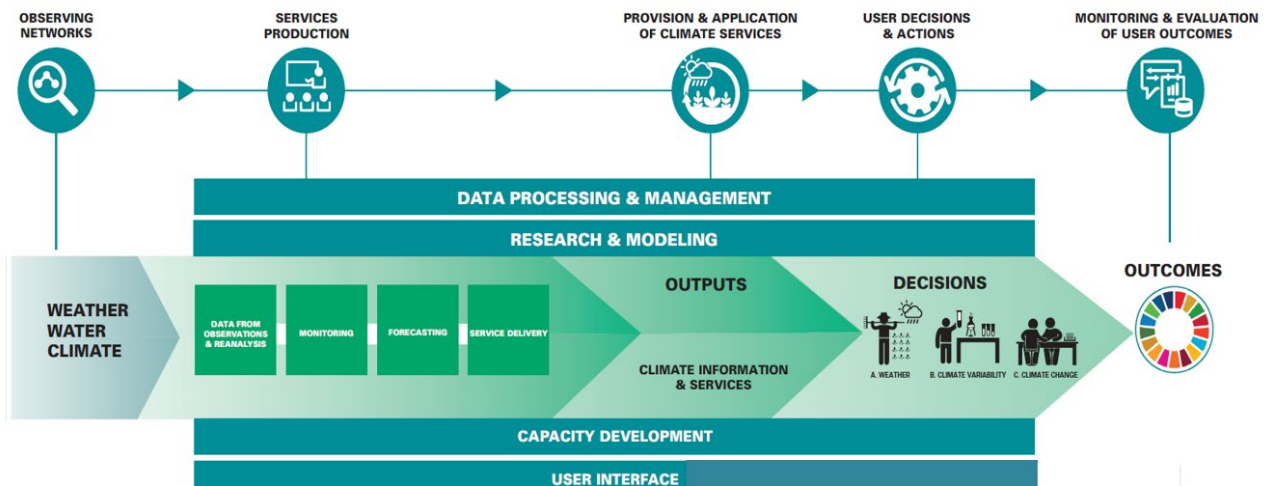 OBSERVING
NETWORKS
SERVICES
PRODUCTION
PROVISION & APPLICATION
OF CLIMATE SERVICES
USER DECISIONS
& ACTIONS
MONITORING & EVALUATION
OF USER OUTCOMES
DATA PROCESSING & MANAGEMENT
RESEARCH & MODELING
WEATHER
WATER
CLIMATE
DATA FROM
OBSERVATIONS
& REANALYSIS
MONITORING
FORECASTING
SERVICE DELIVERY
OUTPUTS
CLIMATE INFORMATION
& SERVICES
DECISIONS
A. WEATHER
B. CLIMATE VARIABILITY
C. CLIMATE CHANGE
OUTCOMES
CAPACITY DEVELOPMENT
USER INTERFACE